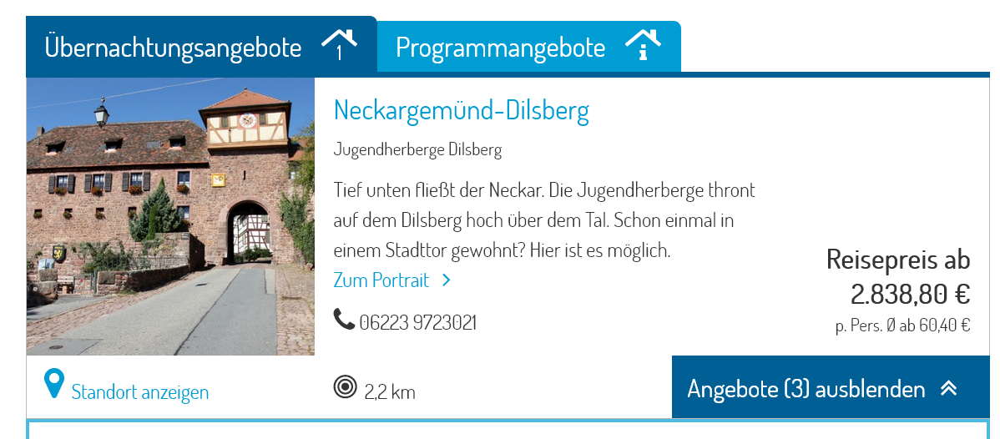 Übernachtungsangebote 1
Programmangebote i
Neckargemünd-Dilsberg
Jugendherberge Dilsberg
Tief unten fließt der Neckar. Die Jugendherberge thront
auf dem Dilsberg hoch über dem Tal. Schon einmal in
einem Stadttor gewohnt? Hier ist es möglich.
Zum Portrait
06223 9723021
Reisepreis ab
2.838,80 €
p. Pers. Ø ab 60,40 €
Standort anzeigen
2,2 km
Angebote (3) ausblenden